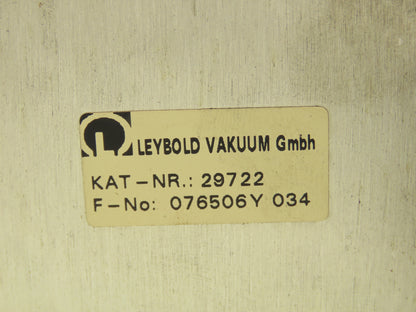 L LEYBOLD VAKUUM Gmbh
KAT-NR.: 29722
F-No: 076506Y 034